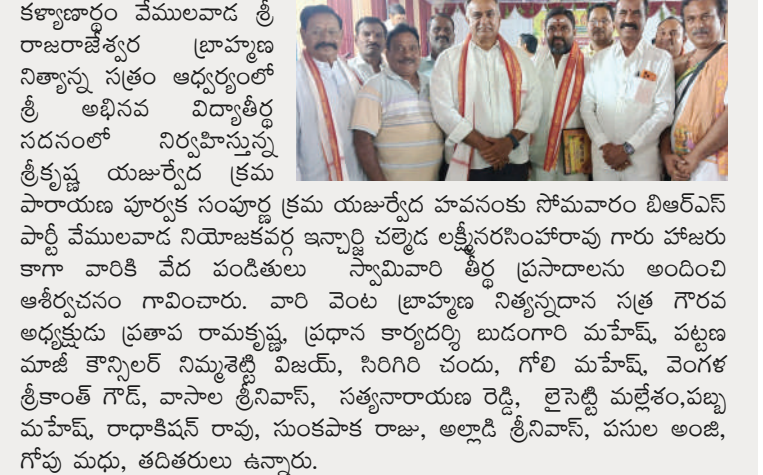 కళ్యాణార్థం వేములవాడ శ్రీ
రాజరాజేశ్వర బ్రాహ్మణ
నిత్యాన్న సత్రం ఆధ్వర్యంలో
శ్రీ అభినవ విద్యాతీర్థ
సదనంలో నిర్వహిస్తున్న
శ్రీకృష్ణ యజుర్వేద క్రమ
పారాయణ పూర్వక సంపూర్ణ క్రమ యజుర్వేద హవనంకు సోమవారం బిఆర్ఎస్
పార్టీ వేములవాడ నియోజకవర్గ ఇన్చార్జి చల్మెడ లక్ష్మీనరసింహారావు గారు హాజరు
కాగా వారికి వేద పండితులు స్వామివారి తీర్థ ప్రసాదాలను అందించి
ఆశీర్వచనం గావించారు. వారి వెంట బ్రాహ్మణ నిత్యన్నదాన సత్ర గౌరవ
అధ్యక్షుడు ప్రతాప రామకృష్ణ, ప్రధాన కార్యదర్శి బుడంగారి మహేష్, పట్టణ
మాజీ కౌన్సిలర్ నిమ్మశెట్టి విజయ్, సిరిగిరి చందు, గోలి మహేష్, వెంగళ
శ్రీకాంత్ గౌడ్, వాసాల శ్రీనివాస్, సత్యనారాయణ రెడ్డి, లైసెట్టి మల్లేశం,పబ్బ
మహేష్, రాధాకిషన్ రావు, సుంకపాక రాజు, అల్లాడి శ్రీనివాస్, పసుల అంజి,
గోపు మధు, తదితరులు ఉన్నారు.